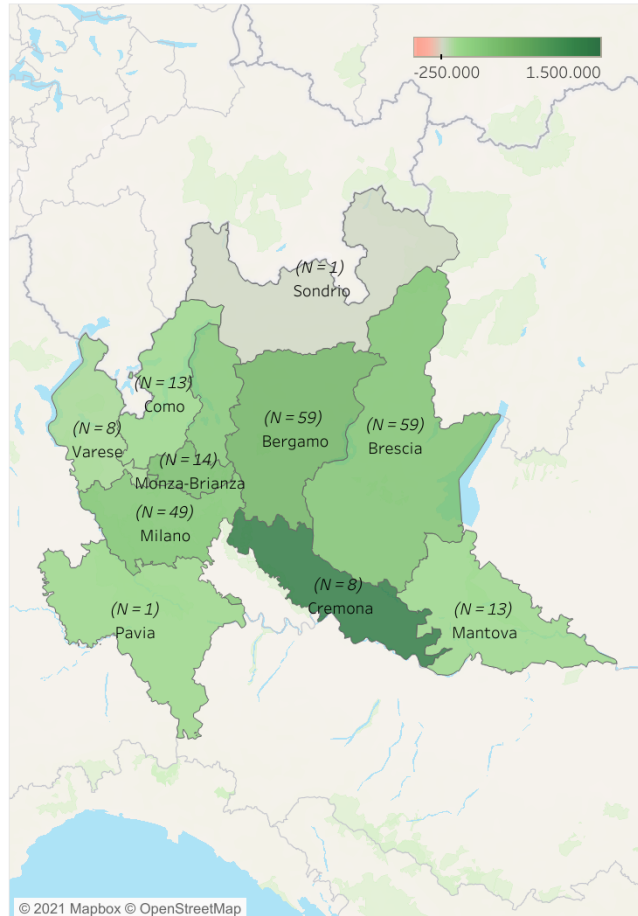 -250.000 1.500.000
(N = 1)
Sondrio
(N = 13)
Como
(N = 8)
Varese
(N = 59)
Bergamo
(N = 59)
Brescia
(N = 14)
Monza-Brianza
(N = 49)
Milano
(N = 8)
Cremona
(N = 1)
Pavia
(N = 13)
Mantova
© 2021 Mapbox © OpenStreetMap